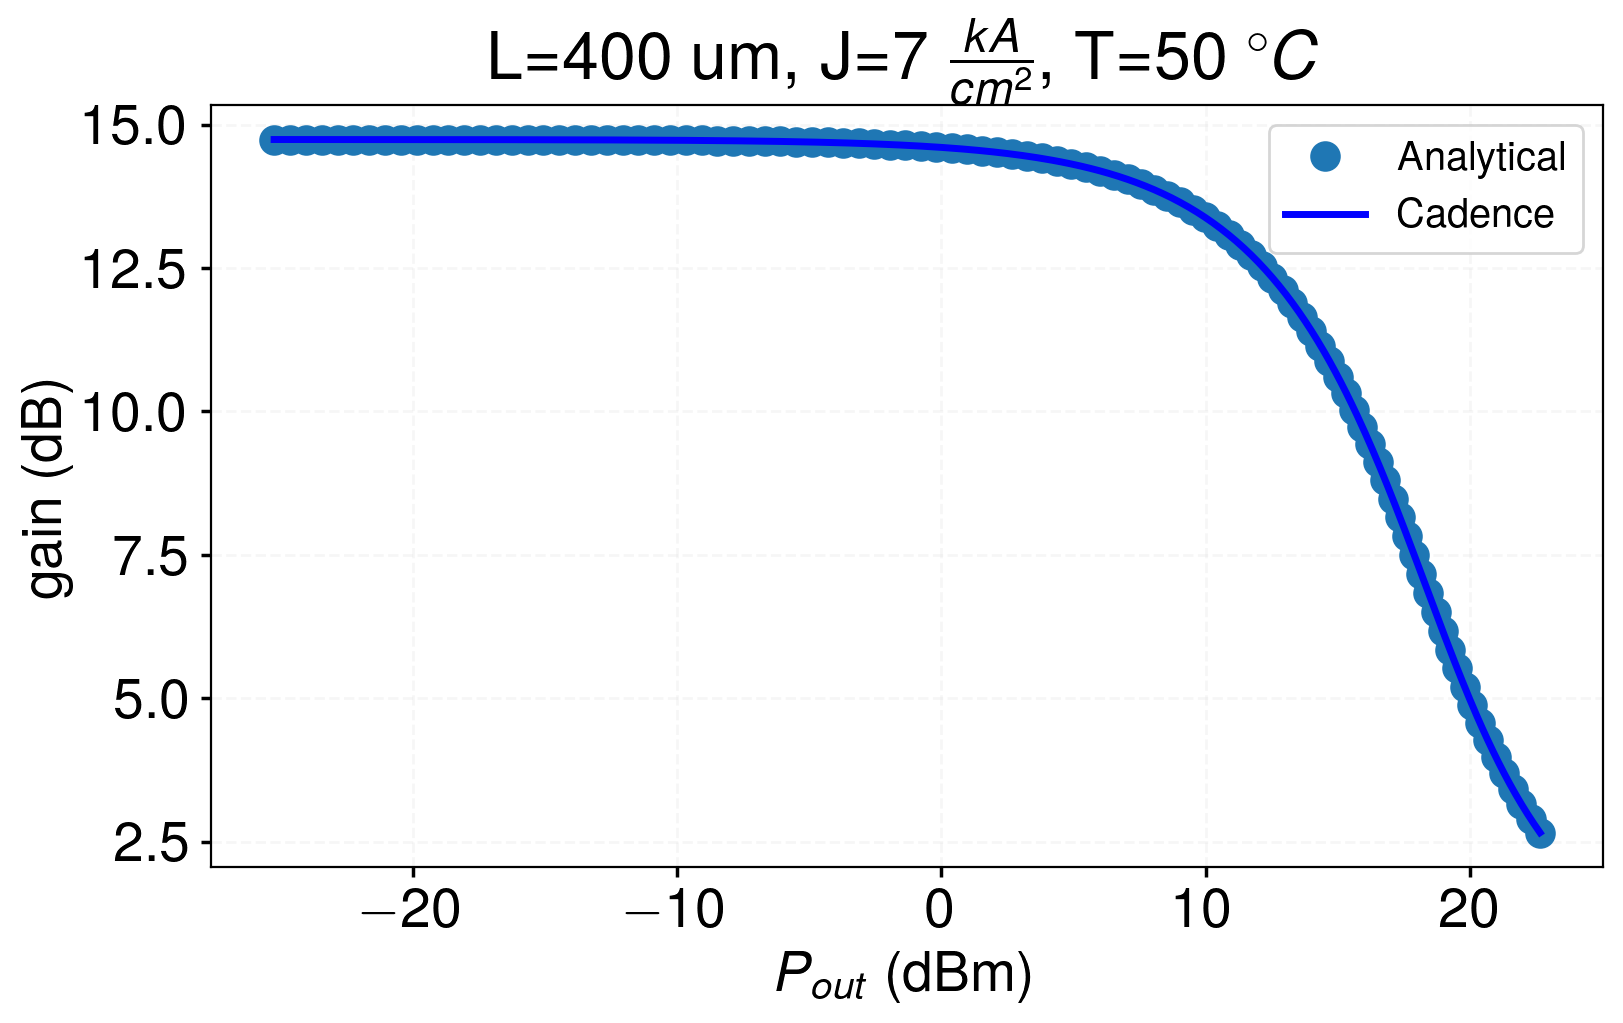 L=400 um, J=7 kA/cm², T=50 °C
15.0
12.5
10.0
7.5
5.0
2.5
gain (dB)
Analytical
Cadence
−20 −10 0 10 20
P_out (dBm)